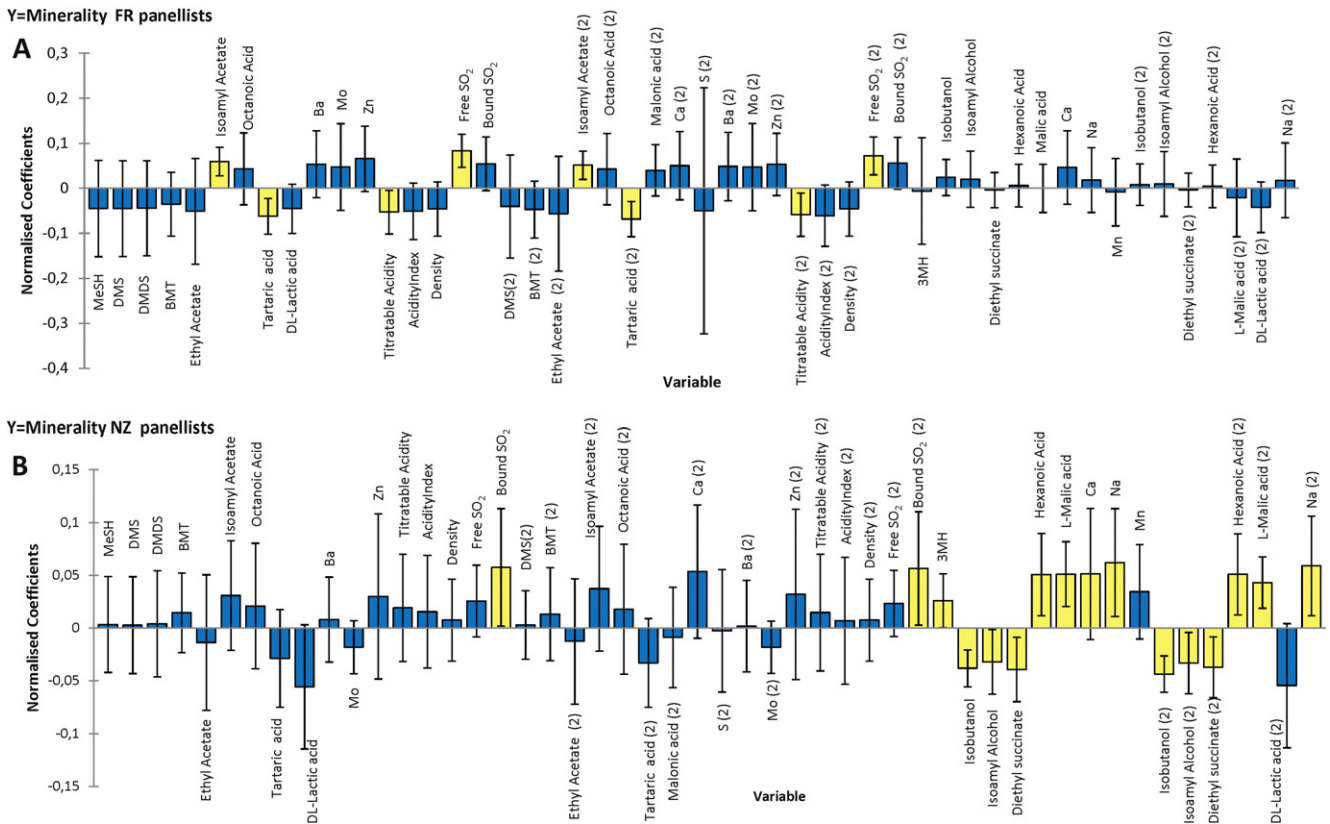 Y=Minerality FR panellists
A
Normalised Coefficients
0,3
0,2
0,1
0
-0,1
-0,2
-0,3
-0,4
MeSH
DMS
DMDS
BMT
Ethyl Acetate
Isoamyl Acetate
Octanoic Acid
Tartaric acid
DL-Lactic acid
Ba
Mo
Zn
Titratable Acidity
AcidityIndex
Density
Free SO₂
Bound SO₂
DMS(2)
BMT (2)
Ethyl Acetate (2)
Isoamyl Acetate (2)
Octanoic Acid (2)
Tartaric acid (2)
Malonic acid (2)
Ca (2)
S (2)
Ba (2)
Mo (2)
Zn (2)
Titratable Acidity (2)
AcidityIndex (2)
Density (2)
Free SO₂ (2)
Bound SO₂ (2)
3MH
Isobutanol
Isoamyl Alcohol
Diethyl succinate
Hexanoic Acid
Malic acid
Ca
Na
Mn
Isobutanol (2)
Isoamyl Alcohol (2)
Diethyl succinate (2)
Hexanoic Acid (2)
L-Malic acid (2)
DL-Lactic acid (2)
Na (2)
Variable
Y=Minerality NZ panellists
B
Normalised Coefficients
0,15
0,1
0,05
0
-0,05
-0,1
-0,15
MeSH
DMS
DMDS
BMT
Ethyl Acetate
Isoamyl Acetate
Octanoic Acid
Tartaric acid
DL-Lactic acid
Ba
Mo
Zn
Titratable Acidity
AcidityIndex
Density
Free SO₂
Bound SO₂
DMS(2)
BMT (2)
Ethyl Acetate (2)
Isoamyl Acetate (2)
Octanoic Acid (2)
Tartaric acid (2)
Malonic acid (2)
Ca (2)
S (2)
Ba (2)
Mo (2)
Zn (2)
Titratable Acidity (2)
AcidityIndex (2)
Density (2)
Free SO₂ (2)
Bound SO₂ (2)
3MH
Isobutanol
Isoamyl Alcohol
Diethyl succinate
Hexanoic Acid
L-Malic acid
Ca
Na
Mn
Isobutanol (2)
Isoamyl Alcohol (2)
Diethyl succinate (2)
Hexanoic Acid (2)
L-Malic acid (2)
DL-Lactic acid (2)
Na (2)
Variable